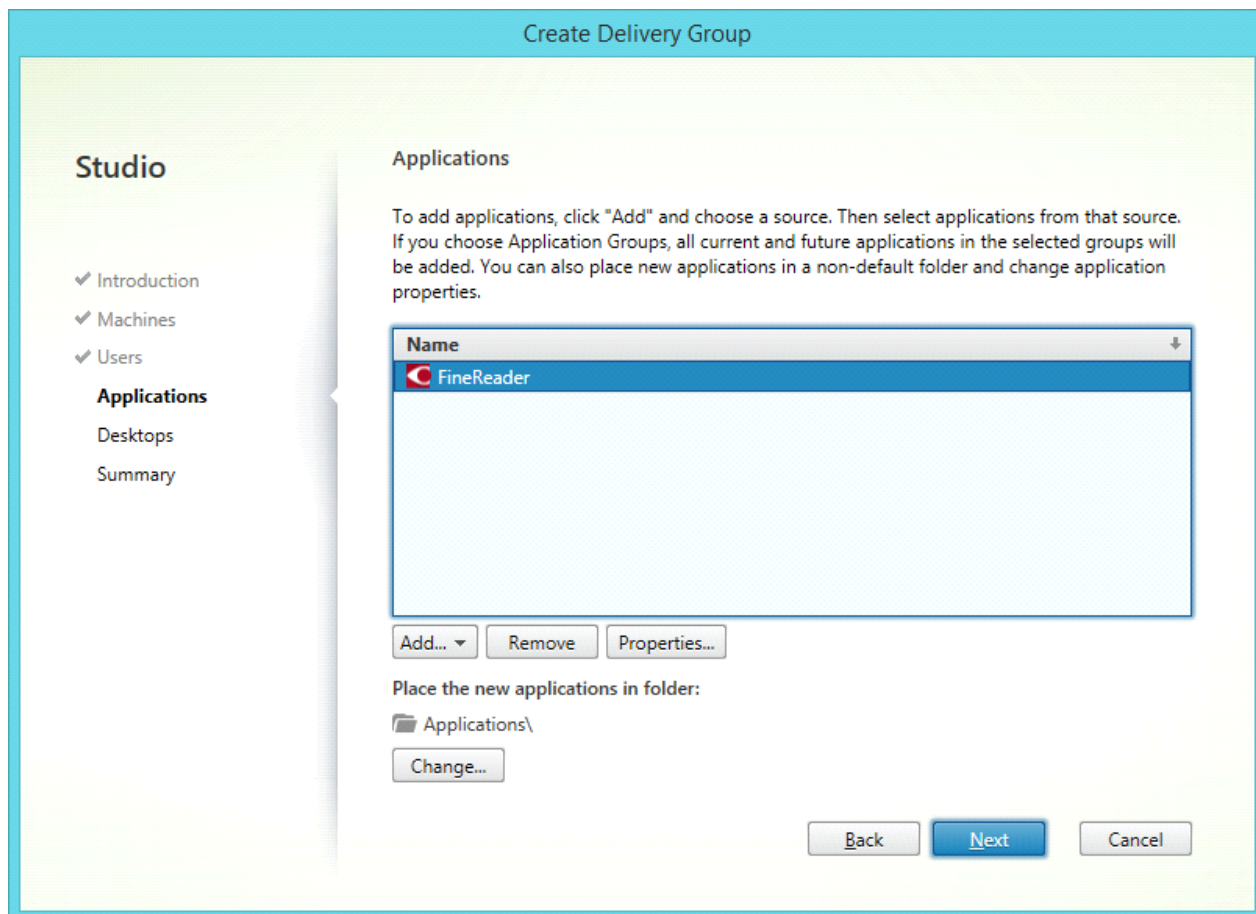 Create Delivery Group
Studio
Introduction
Machines
Users
Applications
Desktops
Summary
Applications
To add applications, click "Add" and choose a source. Then select applications from that source.
If you choose Application Groups, all current and future applications in the selected groups will
be added. You can also place new applications in a non-default folder and change application
properties.
Name
FineReader
Add... Remove Properties...
Place the new applications in folder:
Applications\
Change...
Back Next Cancel